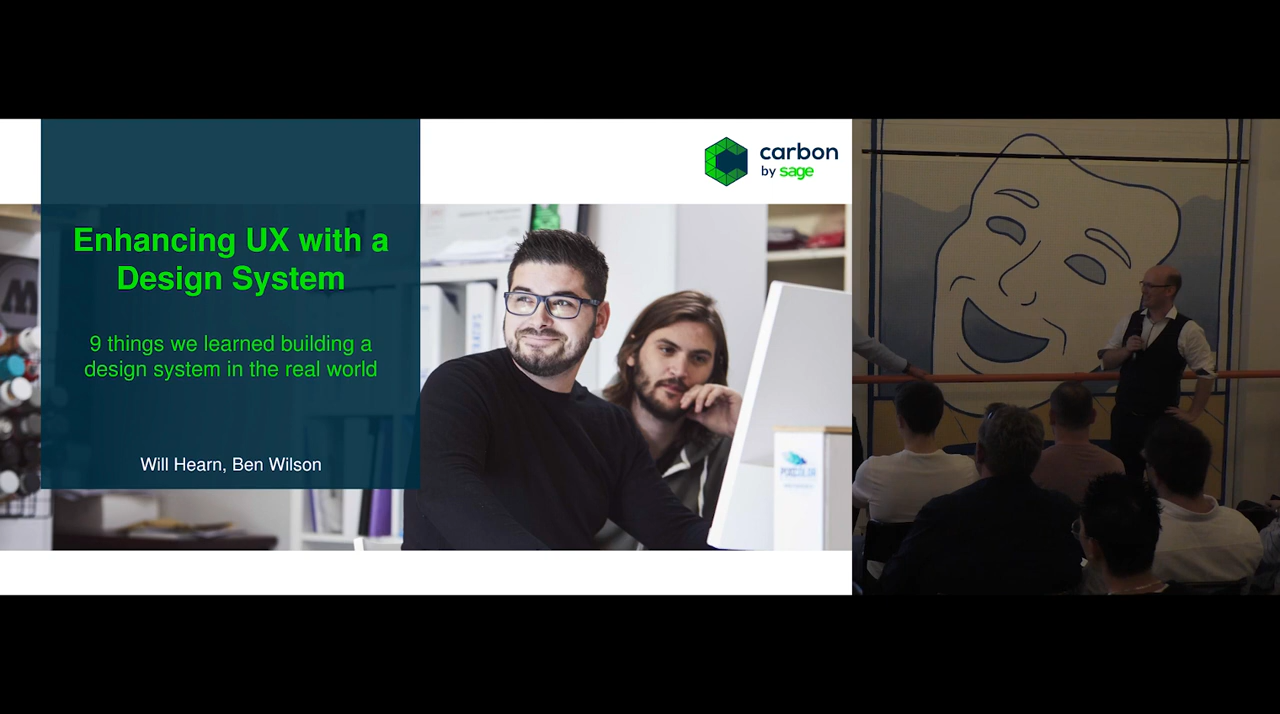 carbon
by sage
Enhancing UX with a
Design System
9 things we learned building a
design system in the real world
Will Hearn, Ben Wilson